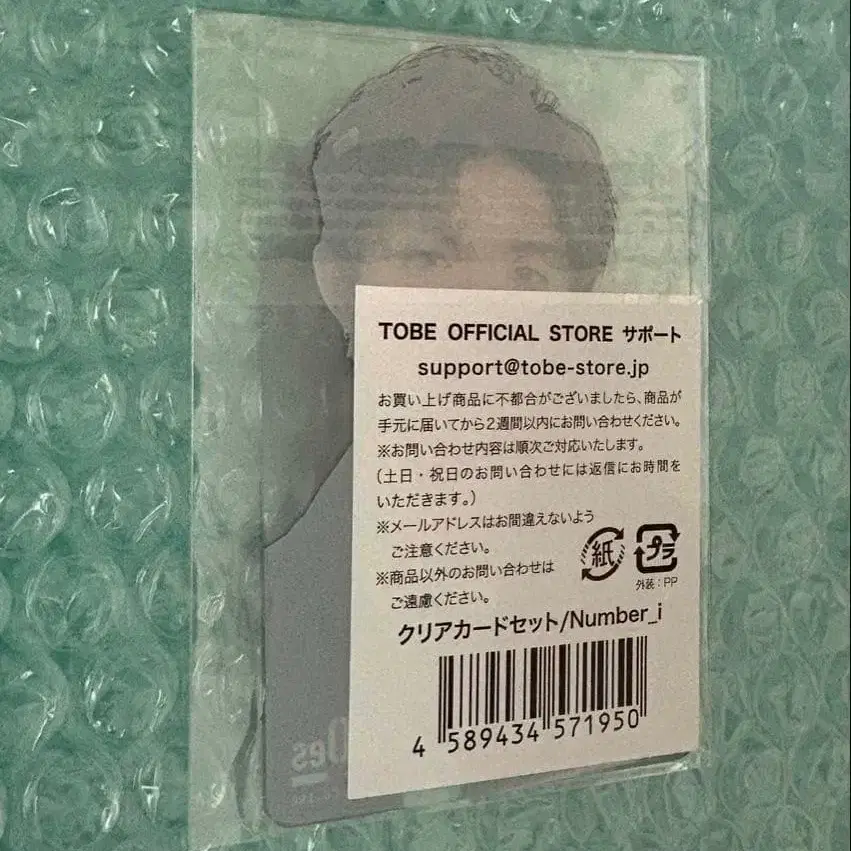 TOBE OFFICIAL STORE サポート
support@tobe-store.jp
お買い上げ商品に不都合がございましたら、商品が
手元に届いてから2週間以内にお問い合わせください。
※お問い合わせ内容は順次ご対応いたします。
(土日・祝日のお問い合わせには返信にお時間を
いただきます。)
※メールアドレスはお間違えないよう
ご注意ください。
※商品以外のお問い合わせは
ご遠慮ください。
紙
プラ
外装:PP
クリアカードセット/Number_i
4 589434 571950